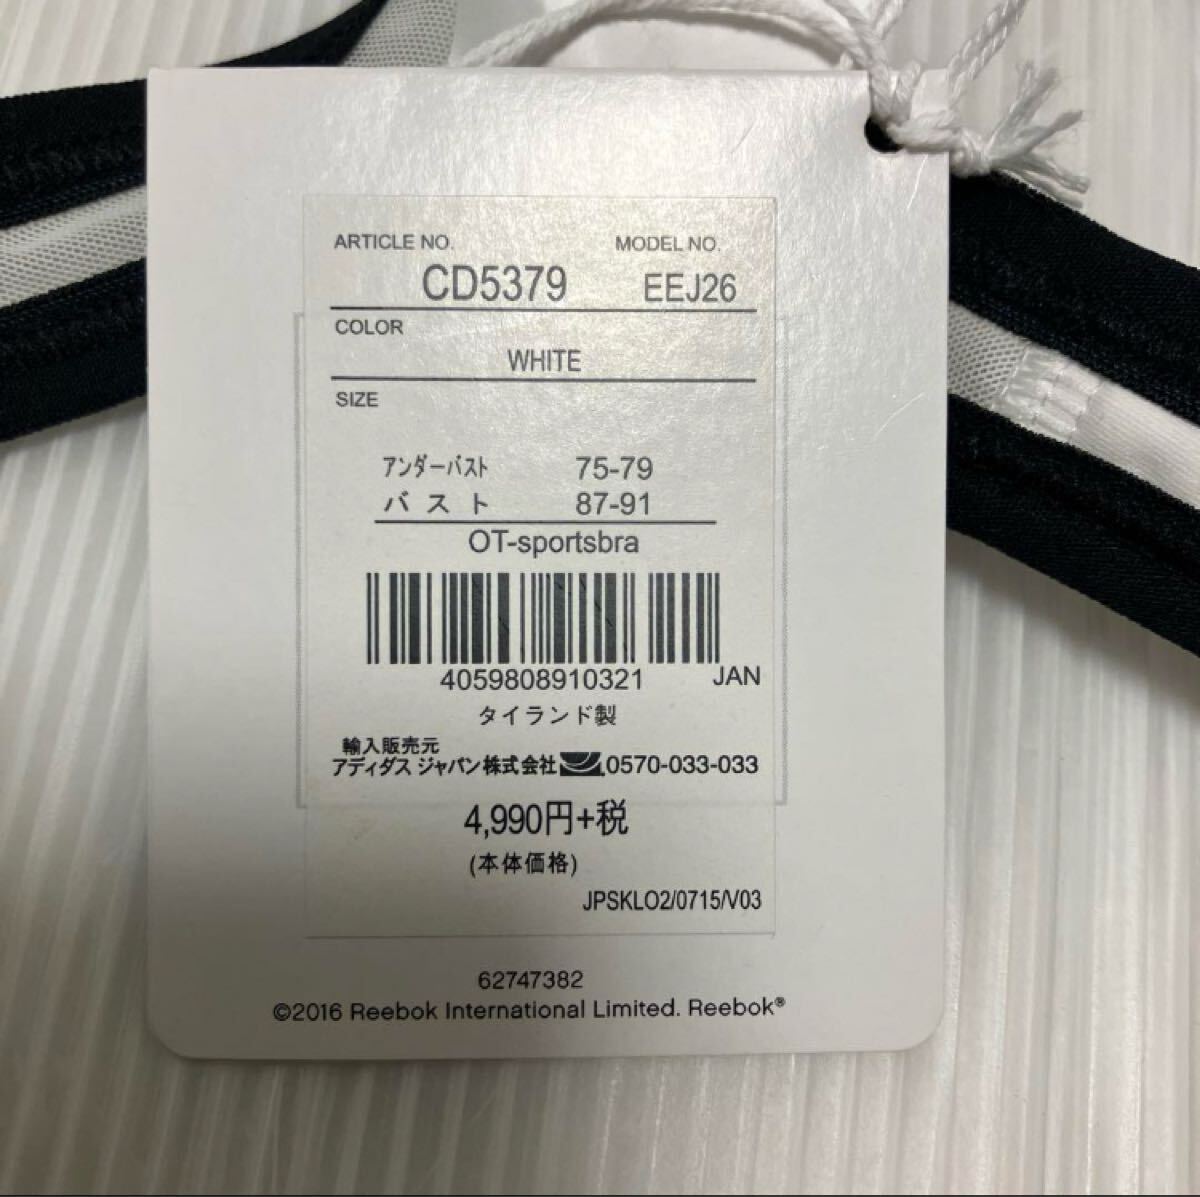 ARTICLE NO. MODEL NO.
CD5379 EEJ26
COLOR
WHITE
SIZE
アンダーバスト 75-79
バスト 87-91
OT-sportsbra
4059808910321 JAN
タイランド製
輸入販売元
アディダス ジャパン株式会社 0570-033-033
4,990円+税
(本体価格)
JPSKLO2/0715/V03
62747382
©2016 Reebok International Limited. Reebok®